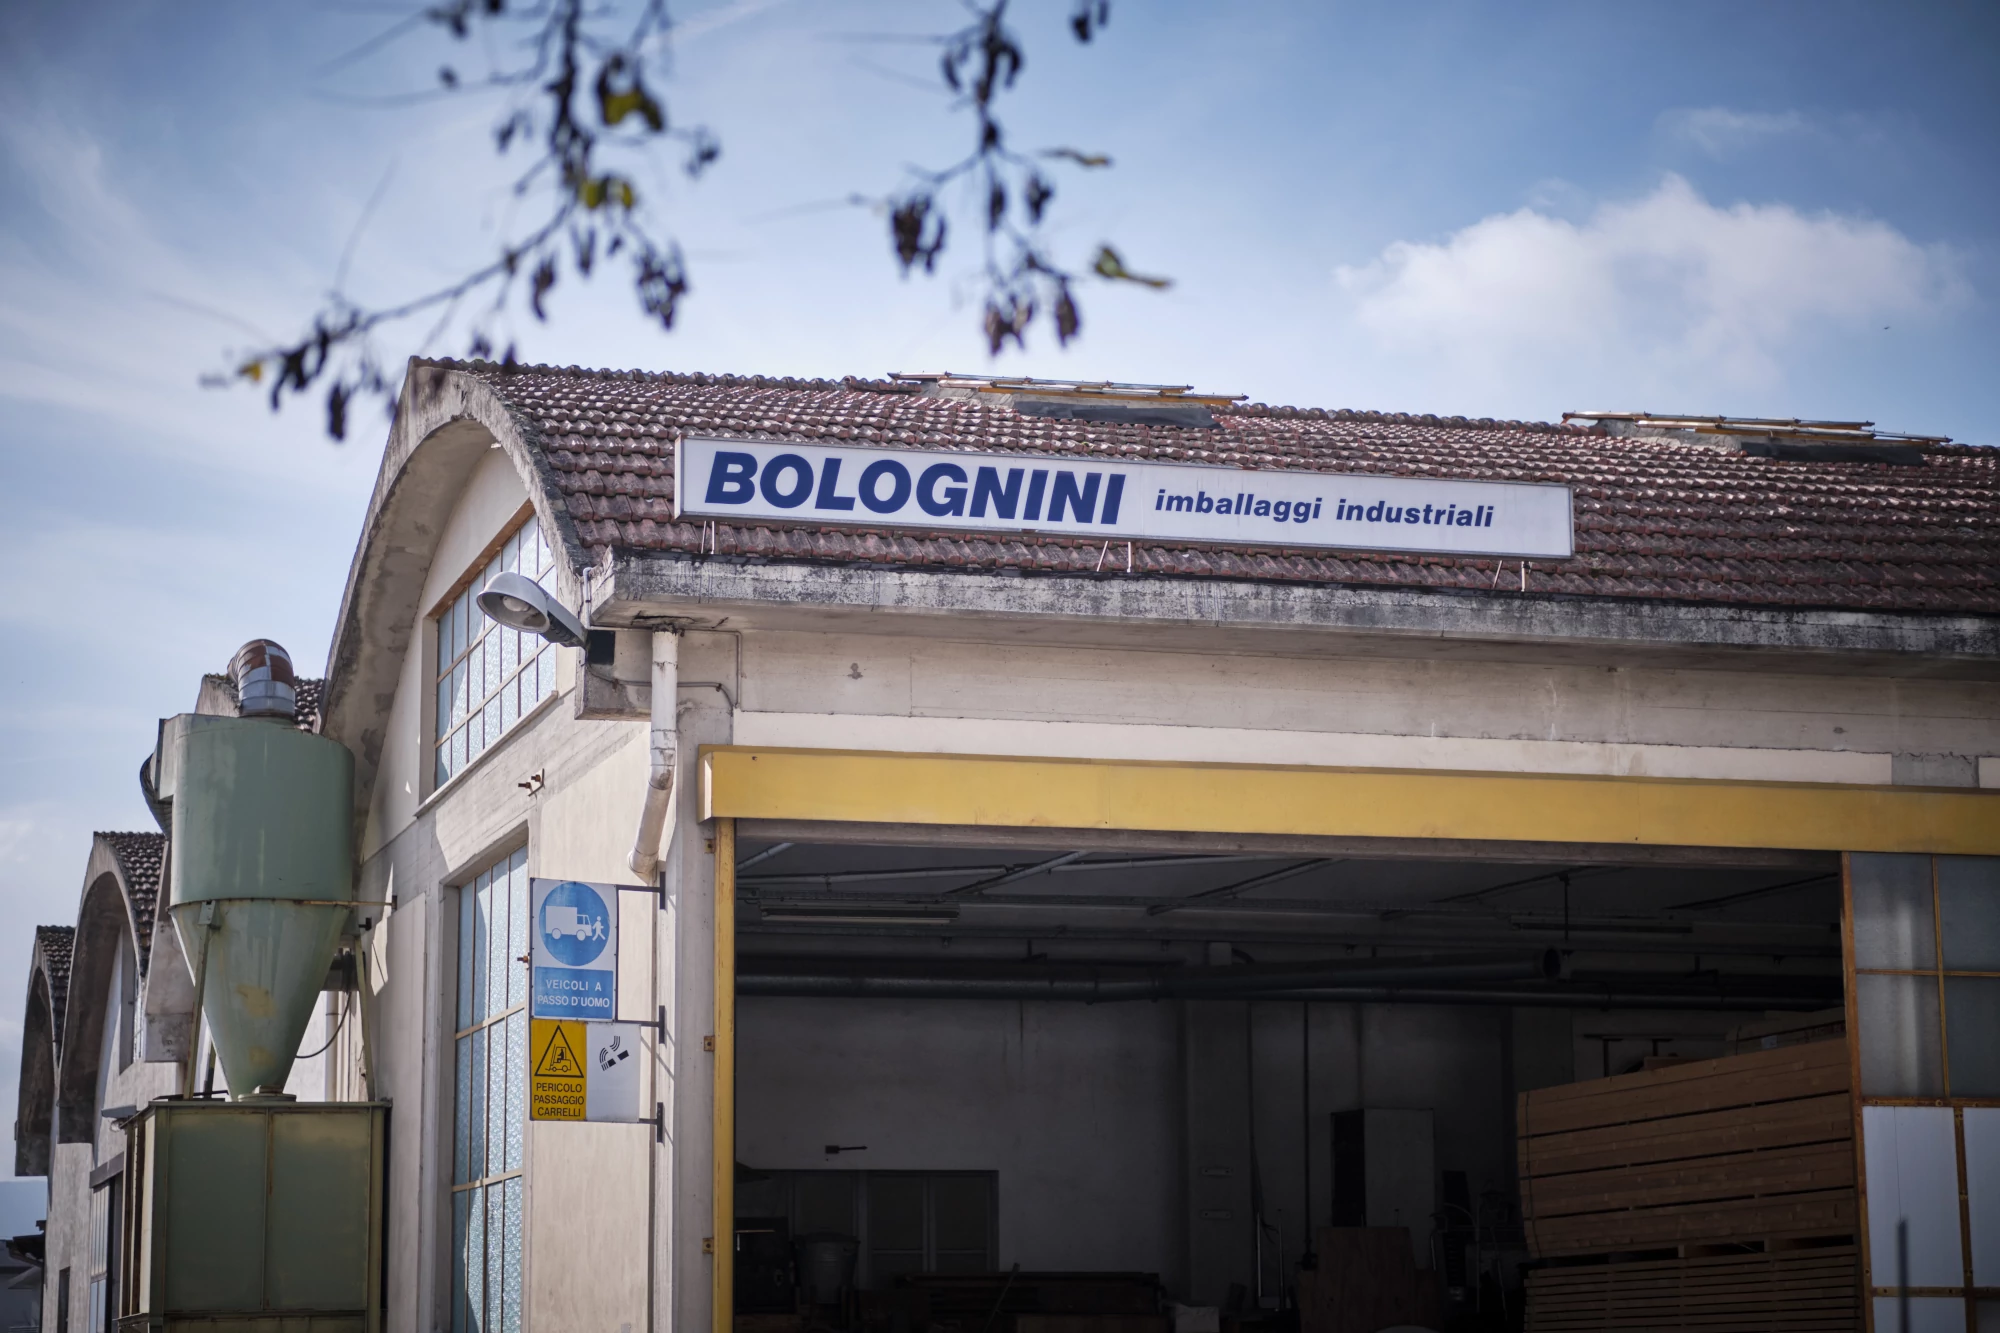 BOLOGNINI imballaggi industriali
VEICOLI A
PASSO D'UOMO
PERICOLO
PASSAGGIO
CARRELLI